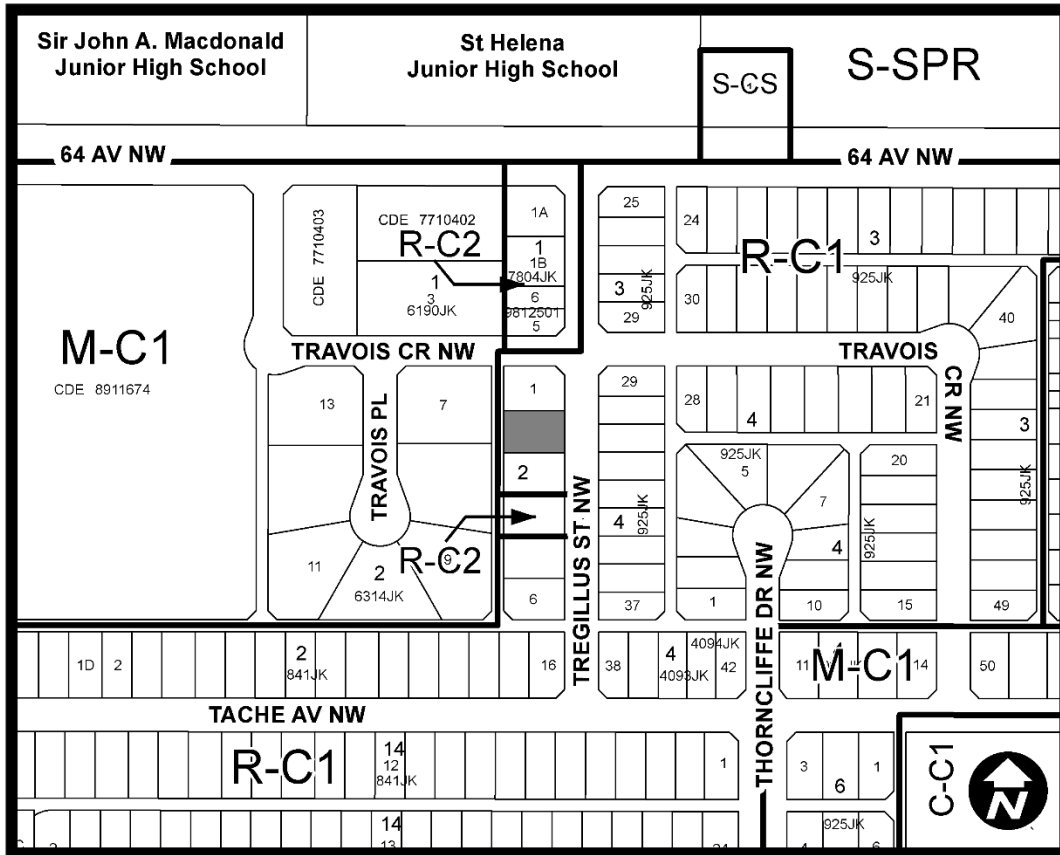 Sir John A. Macdonald
Junior High School
St Helena
Junior High School
S-CS
S-SPR
64 AV NW
64 AV NW
CDE 7710403
CDE 7710402
R-C2
1
3
6190JK
1A
1
1B
7804JK
6
9812501
5
25
3
925JK
29
24
3
R-C1
925JK
30
40
M-C1
CDE 8911674
TRAVOIS CR NW
TRAVOIS
CR NW
13
7
TRAVOIS PL
1
2
R-C2
11
9
2
6314JK
6
TREGILLUS ST NW
29
4
925JK
37
28
4
21
925JK
5
7
4
1
10
THORNCLIFFE DR NW
20
925JK
15
3
925JK
49
1D
2
2
841JK
16
38
4
4093JK
4094JK
42
M-C1
4
11
14
50
TACHE AV NW
R-C1
14
12
841JK
1
3
6
1
C-C1
N
14
13
925JK
4
6